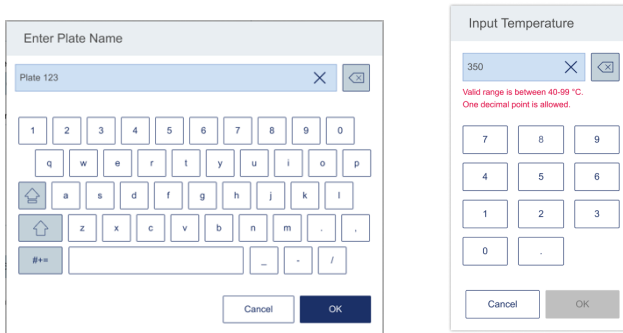 Enter Plate Name
Plate 123
1 2 3 4 5 6 7 8 9 0
q w e r t y u i o p
a s d f g h j k l
z x c v b n m . ,
#+=
_ - /
Cancel OK
Input Temperature
350
Valid range is between 40-99 °C.
One decimal point is allowed.
7 8 9
4 5 6
1 2 3
0 .
Cancel OK